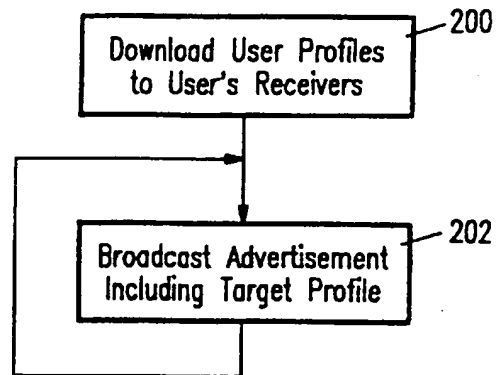 200
Download User Profiles
to User's Receivers
202
Broadcast Advertisement
Including Target Profile